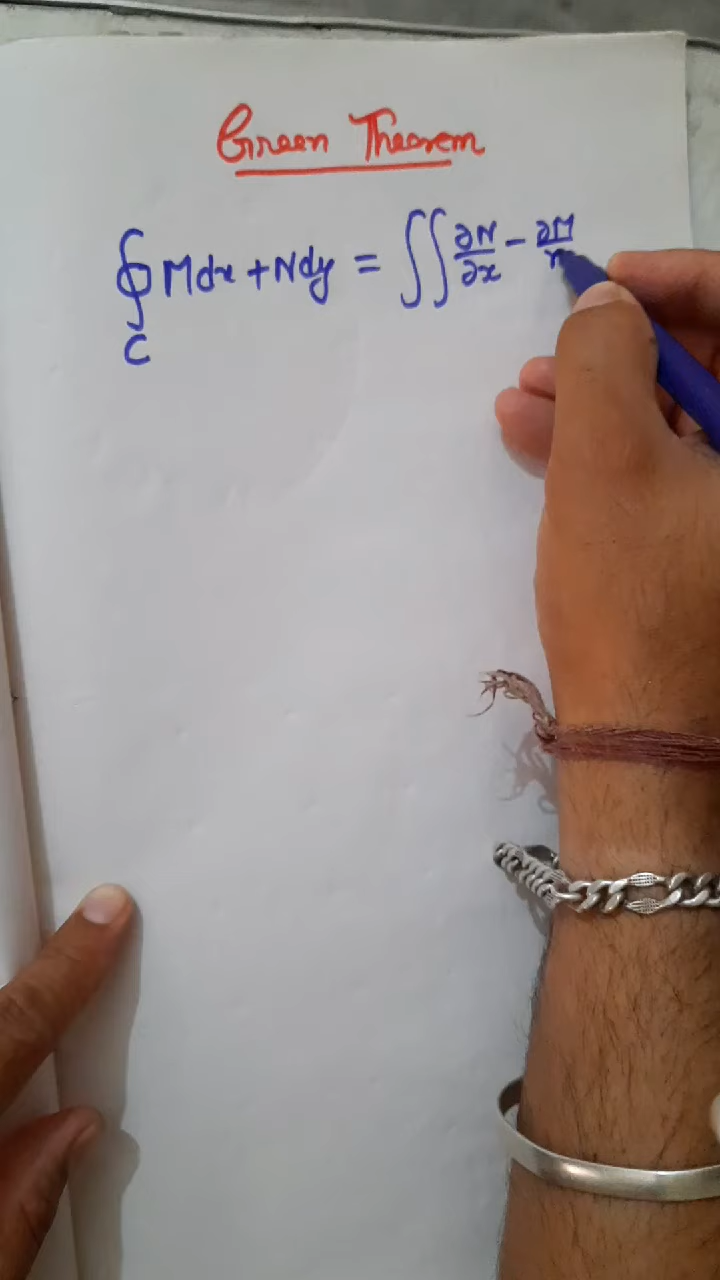 Green Theorem
∮ Mdx + Ndy = ∬ ∂N/∂x - ∂M/
C